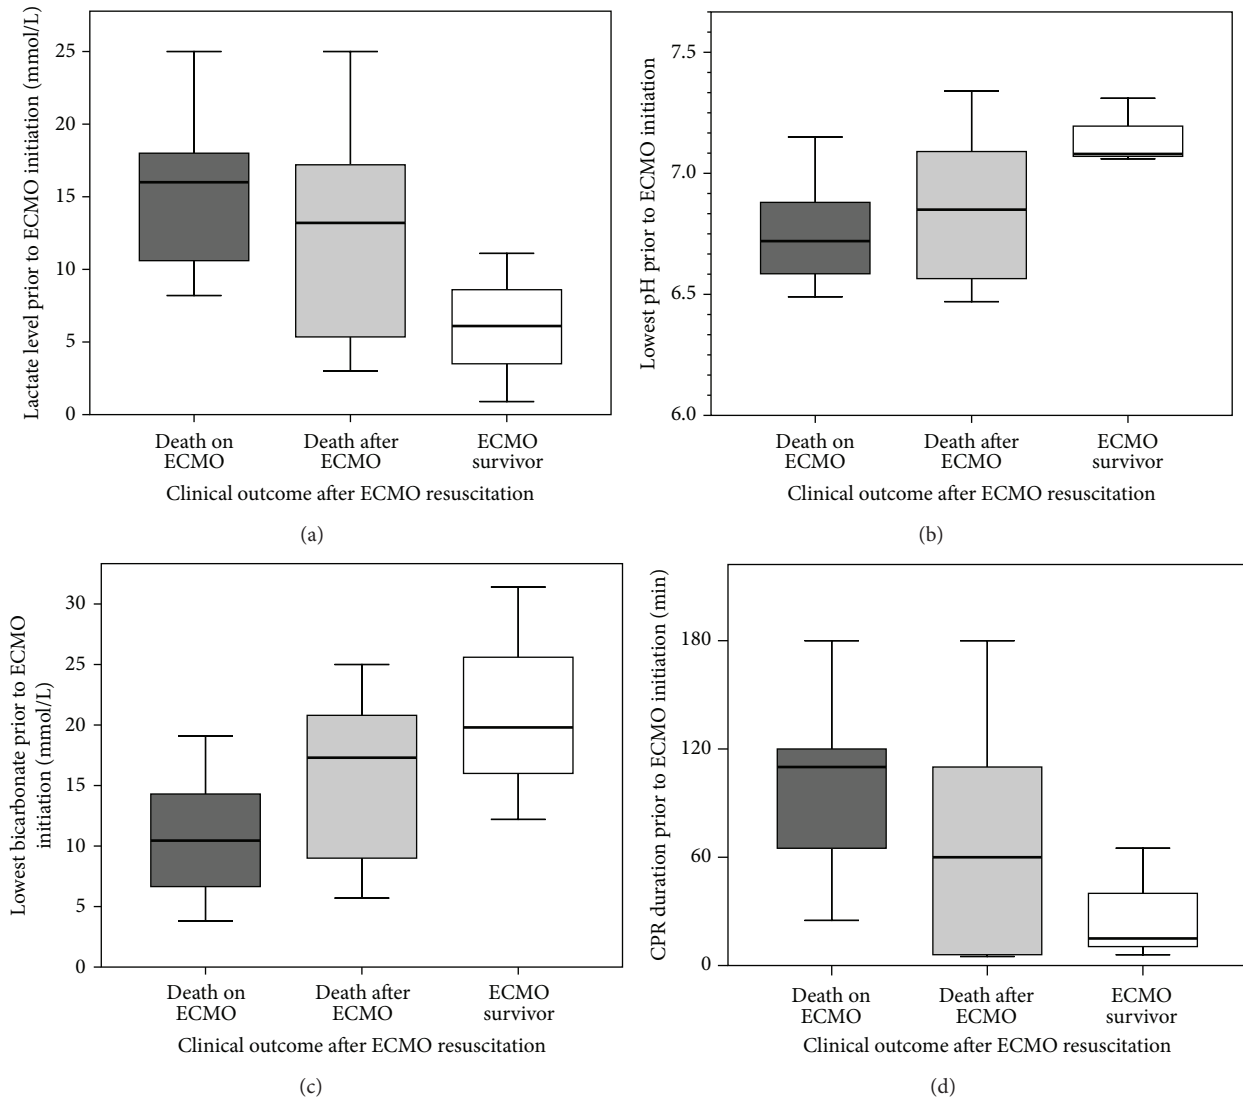 Lactate level prior to ECMO initiation (mmol/L)
25
20
15
10
5
0
Death on
ECMO
Death after
ECMO
ECMO
survivor
Clinical outcome after ECMO resuscitation
(a)
Lowest pH prior to ECMO initiation
7.5
7.0
6.5
6.0
Death on
ECMO
Death after
ECMO
ECMO
survivor
Clinical outcome after ECMO resuscitation
(b)
Lowest bicarbonate prior to ECMO
initiation (mmol/L)
30
25
20
15
10
5
0
Death on
ECMO
Death after
ECMO
ECMO
survivor
Clinical outcome after ECMO resuscitation
(c)
CPR duration prior to ECMO initiation (min)
180
120
60
0
Death on
ECMO
Death after
ECMO
ECMO
survivor
Clinical outcome after ECMO resuscitation
(d)